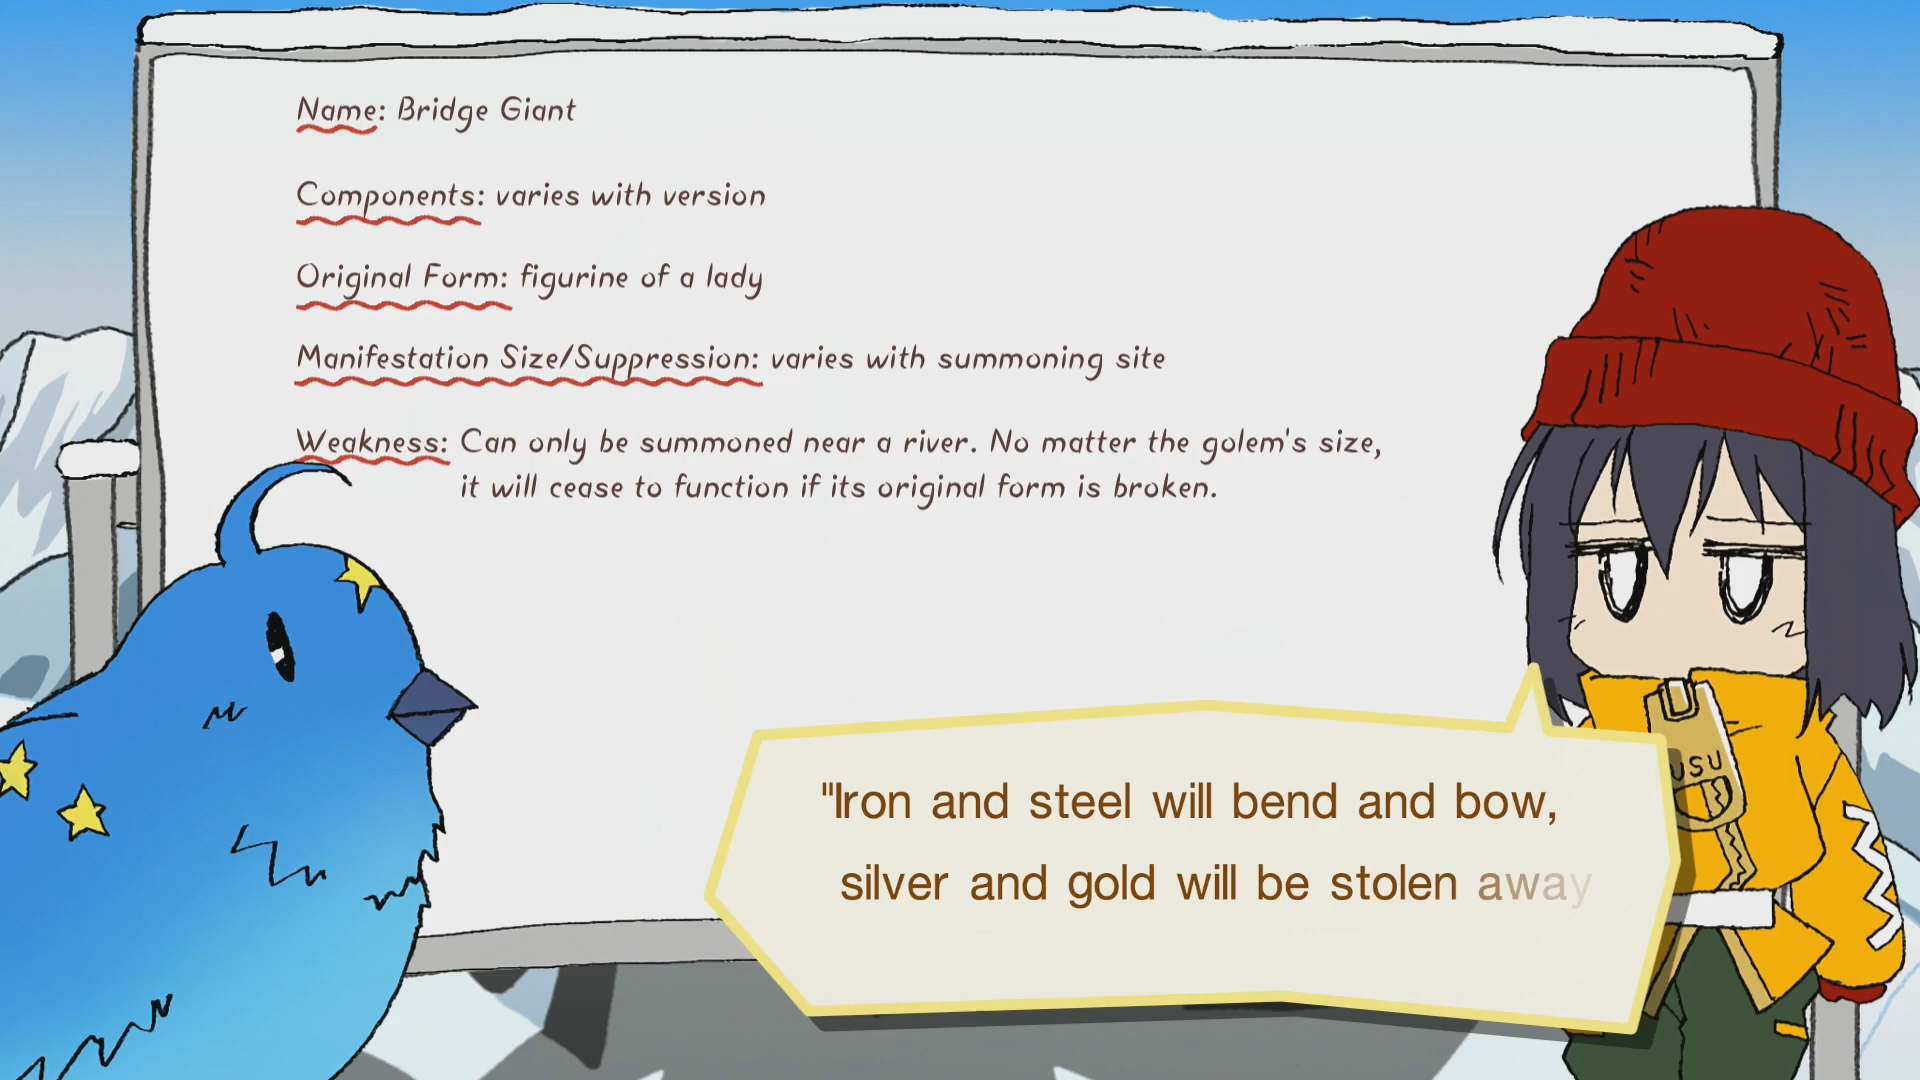 Name: Bridge Giant
Components: varies with version
Original Form: figurine of a lady
Manifestation Size/Suppression: varies with summoning site
Weakness: Can only be summoned near a river. No matter the golem's size,
it will cease to function if its original form is broken.
USU
"Iron and steel will bend and bow,
silver and gold will be stolen away